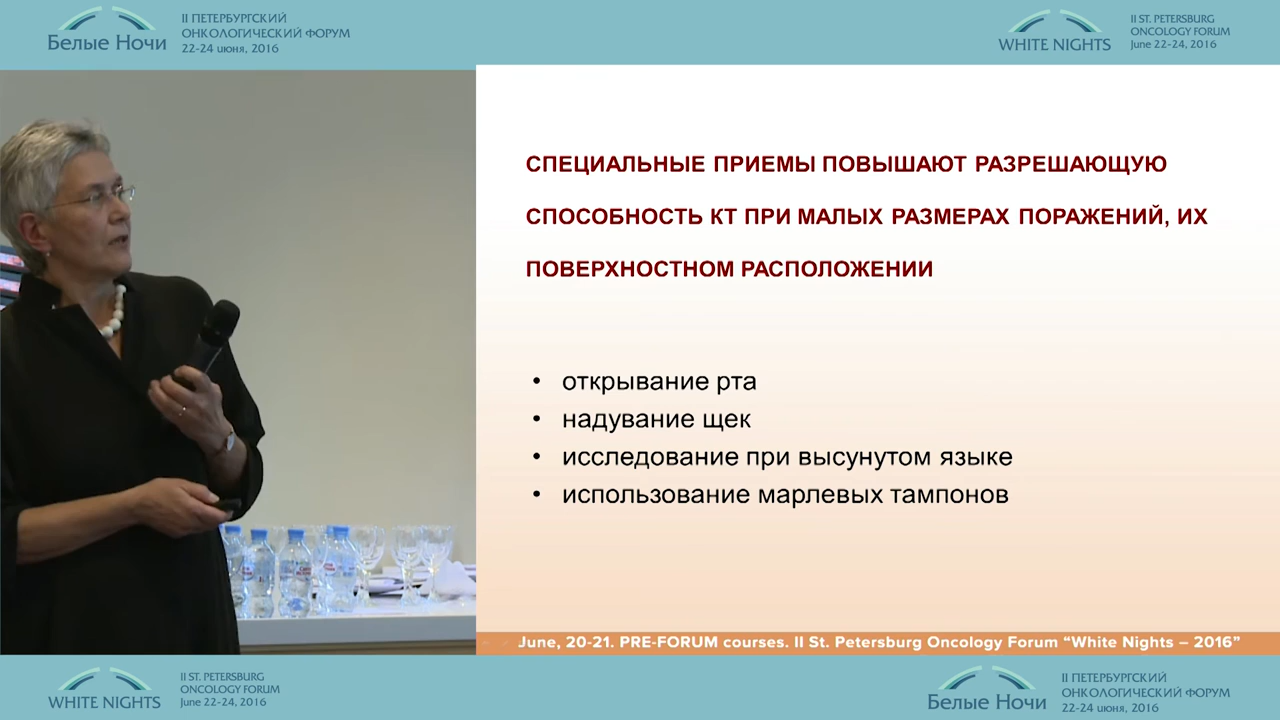 Белые Ночи
II ПЕТЕРБУРГСКИЙ
ОНКОЛОГИЧЕСКИЙ ФОРУМ
22-24 июня, 2016
WHITE NIGHTS
II ST. PETERSBURG
ONCOLOGY FORUM
June 22-24, 2016
СПЕЦИАЛЬНЫЕ ПРИЕМЫ ПОВЫШАЮТ РАЗРЕШАЮЩУЮ
СПОСОБНОСТЬ КТ ПРИ МАЛЫХ РАЗМЕРАХ ПОРАЖЕНИЙ, ИХ
ПОВЕРХНОСТНОМ РАСПОЛОЖЕНИИ
• открывание рта
• надувание щек
• исследование при высунутом языке
• использование марлевых тампонов
June, 20-21. PRE-FORUM courses. II St. Petersburg Oncology Forum “White Nights – 2016”
WHITE NIGHTS
II ST. PETERSBURG
ONCOLOGY FORUM
June 22-24, 2016
Белые Ночи
II ПЕТЕРБУРГСКИЙ
ОНКОЛОГИЧЕСКИЙ ФОРУМ
22-24 июня, 2016